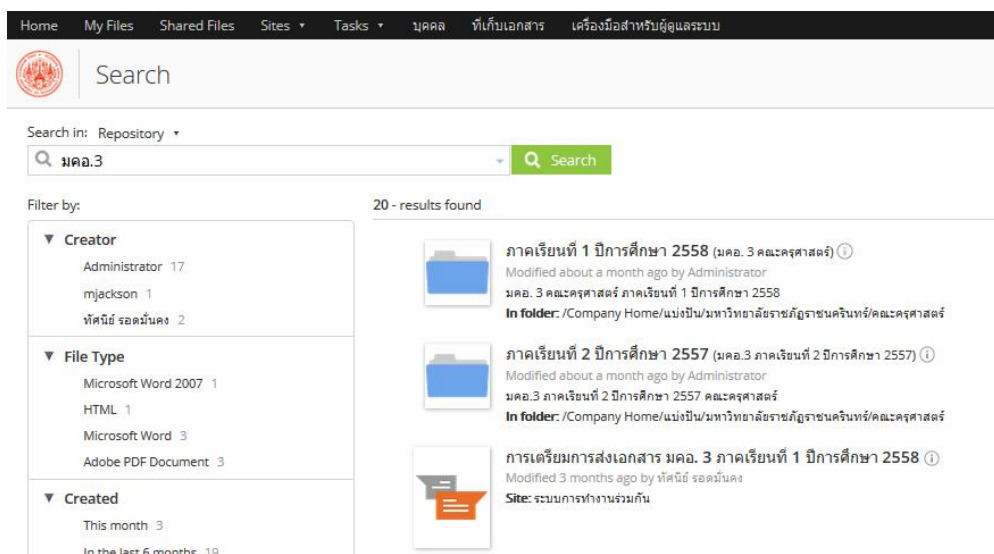 Home My Files Shared Files Sites Tasks บุคคล ที่เก็บเอกสาร เครื่องมือสำหรับผู้ดูแลระบบ
Search
Search in: Repository
มคอ.3 Search
Filter by:
Creator
Administrator 17
mjackson 1
ทัศนีย์ รอดมั่นคง 2
File Type
Microsoft Word 2007 1
HTML 1
Microsoft Word 3
Adobe PDF Document 3
Created
This month 3
In the last 6 months 19
20 - results found
ภาคเรียนที่ 1 ปีการศึกษา 2558 (มคอ. 3 คณะครุศาสตร์)
Modified about a month ago by Administrator
มคอ. 3 คณะครุศาสตร์ ภาคเรียนที่ 1 ปีการศึกษา 2558
In folder: /Company Home/แบ่งปัน/มหาวิทยาลัยราชภัฏราชนครินทร์/คณะครุศาสตร์
ภาคเรียนที่ 2 ปีการศึกษา 2557 (มคอ.3 ภาคเรียนที่ 2 ปีการศึกษา 2557)
Modified about a month ago by Administrator
มคอ.3 ภาคเรียนที่ 2 ปีการศึกษา 2557 คณะครุศาสตร์
In folder: /Company Home/แบ่งปัน/มหาวิทยาลัยราชภัฏราชนครินทร์/คณะครุศาสตร์
การเตรียมการส่งเอกสาร มคอ. 3 ภาคเรียนที่ 1 ปีการศึกษา 2558
Modified 3 months ago by ทัศนีย์ รอดมั่นคง
Site: ระบบการทำงานร่วมกัน